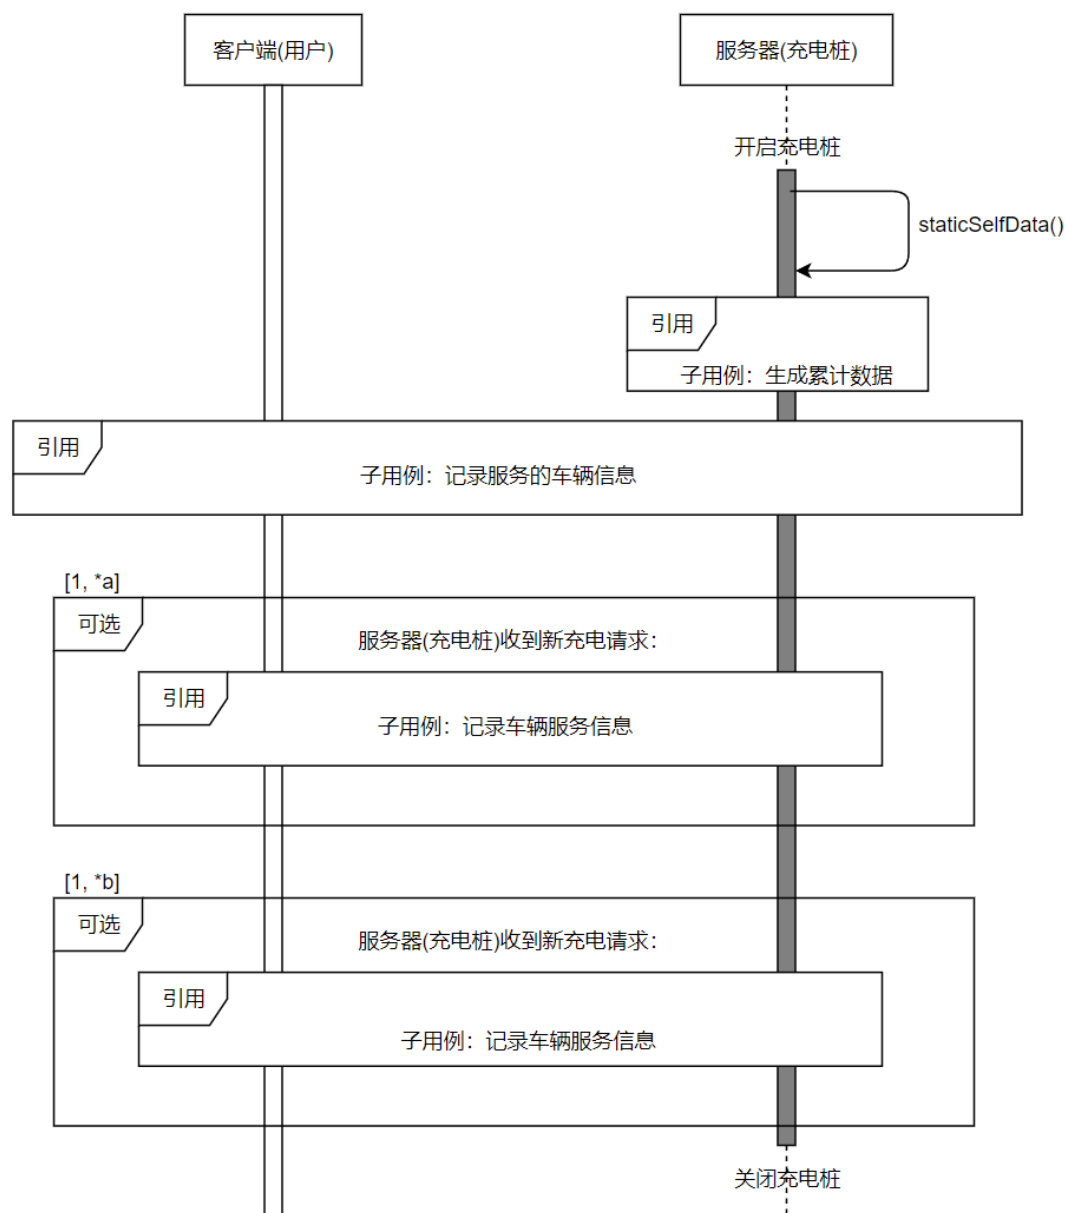 客户端(用户)
服务器(充电桩)
开启充电桩
staticSelfData()
引用
子用例：生成累计数据
引用
子用例：记录服务的车辆信息
[1, *a]
可选
服务器(充电桩)收到新充电请求：
引用
子用例：记录车辆服务信息
[1, *b]
可选
服务器(充电桩)收到新充电请求：
引用
子用例：记录车辆服务信息
关闭充电桩